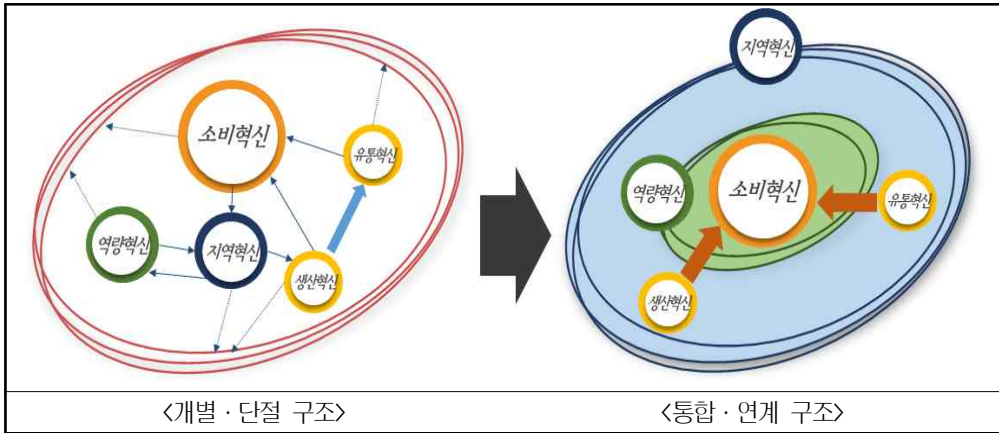 소비혁신
유통혁신
역량혁신
지역혁신
생산혁신
<개별·단절 구조>
지역혁신
역량혁신
소비혁신
유통혁신
생산혁신
<통합·연계 구조>